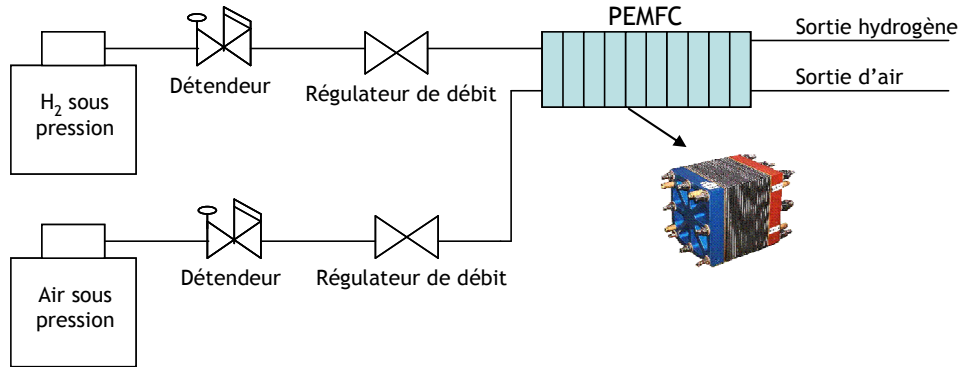 PEMFC
Sortie hydrogène
Sortie d'air
Détendeur
Régulateur de débit
H₂ sous
pression
Détendeur
Régulateur de débit
Air sous
pression